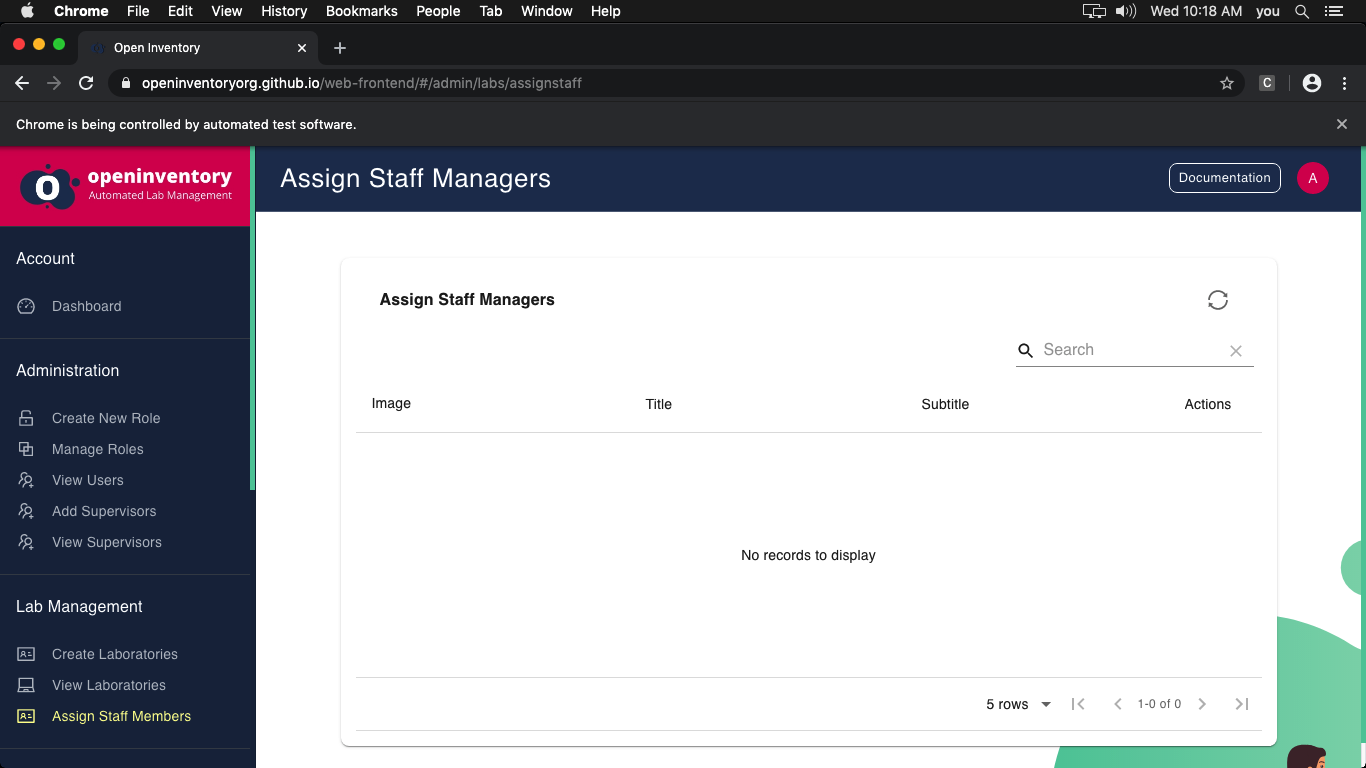 Chrome File Edit View History Bookmarks People Tab Window Help Wed 10:18 AM you
Open Inventory
openinventoryorg.github.io/web-frontend/#/admin/labs/assignstaff C
Chrome is being controlled by automated test software.
O openinventory
Automated Lab Management
Assign Staff Managers
Documentation
A
Account
Dashboard
Administration
Create New Role
Manage Roles
View Users
Add Supervisors
View Supervisors
Lab Management
Create Laboratories
View Laboratories
Assign Staff Members
Assign Staff Managers
Search
Image Title Subtitle Actions
No records to display
5 rows 1-0 of 0